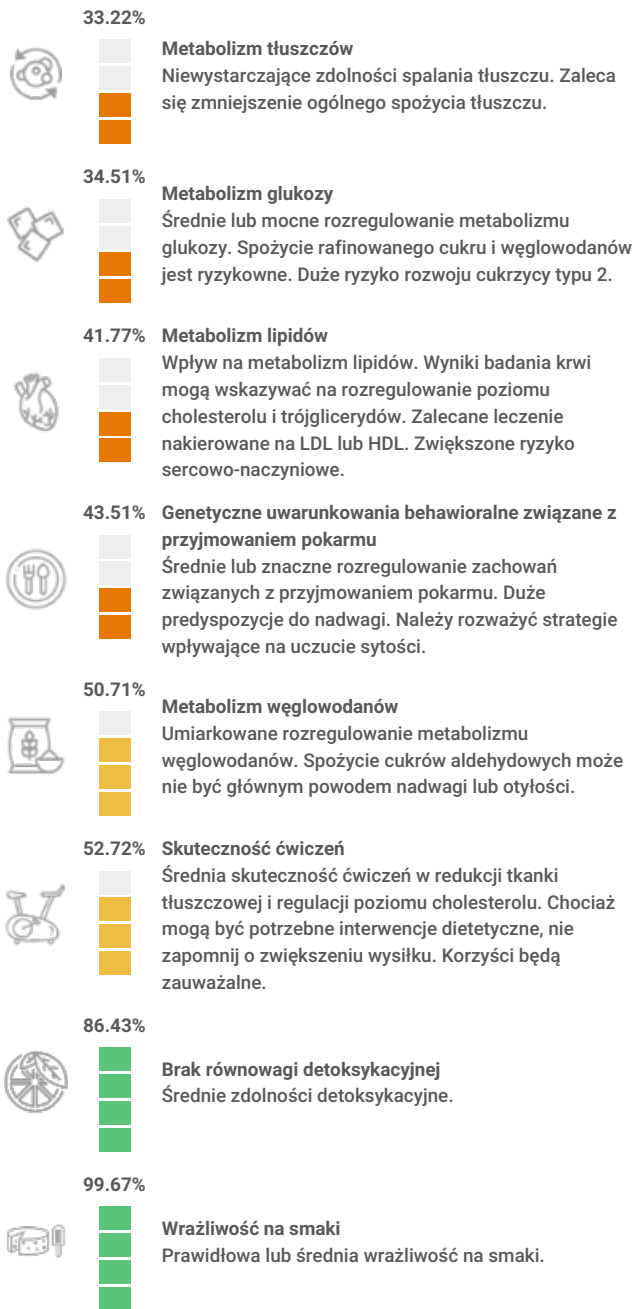 33.22%
Metabolizm tłuszczów
Niewystarczające zdolności spalania tłuszczu. Zaleca
się zmniejszenie ogólnego spożycia tłuszczu.
34.51%
Metabolizm glukozy
Średnie lub mocne rozregulowanie metabolizmu
glukozy. Spożycie rafinowanego cukru i węglowodanów
jest ryzykowne. Duże ryzyko rozwoju cukrzycy typu 2.
41.77% Metabolizm lipidów
Wpływ na metabolizm lipidów. Wyniki badania krwi
mogą wskazywać na rozregulowanie poziomu
cholesterolu i trójglicerydów. Zalecane leczenie
nakierowane na LDL lub HDL. Zwiększone ryzyko
sercowo-naczyniowe.
43.51% Genetyczne uwarunkowania behawioralne związane z
przyjmowaniem pokarmu
Średnie lub znaczne rozregulowanie zachowań
związanych z przyjmowaniem pokarmu. Duże
predyspozycje do nadwagi. Należy rozważyć strategie
wpływające na uczucie sytości.
50.71%
Metabolizm węglowodanów
Umiarkowane rozregulowanie metabolizmu
węglowodanów. Spożycie cukrów aldehydowych może
nie być głównym powodem nadwagi lub otyłości.
52.72% Skuteczność ćwiczeń
Średnia skuteczność ćwiczeń w redukcji tkanki
tłuszczowej i regulacji poziomu cholesterolu. Chociaż
mogą być potrzebne interwencje dietetyczne, nie
zapomnij o zwiększeniu wysiłku. Korzyści będą
zauważalne.
86.43%
Brak równowagi detoksykacyjnej
Średnie zdolności detoksykacyjne.
99.67%
Wrażliwość na smaki
Prawidłowa lub średnia wrażliwość na smaki.